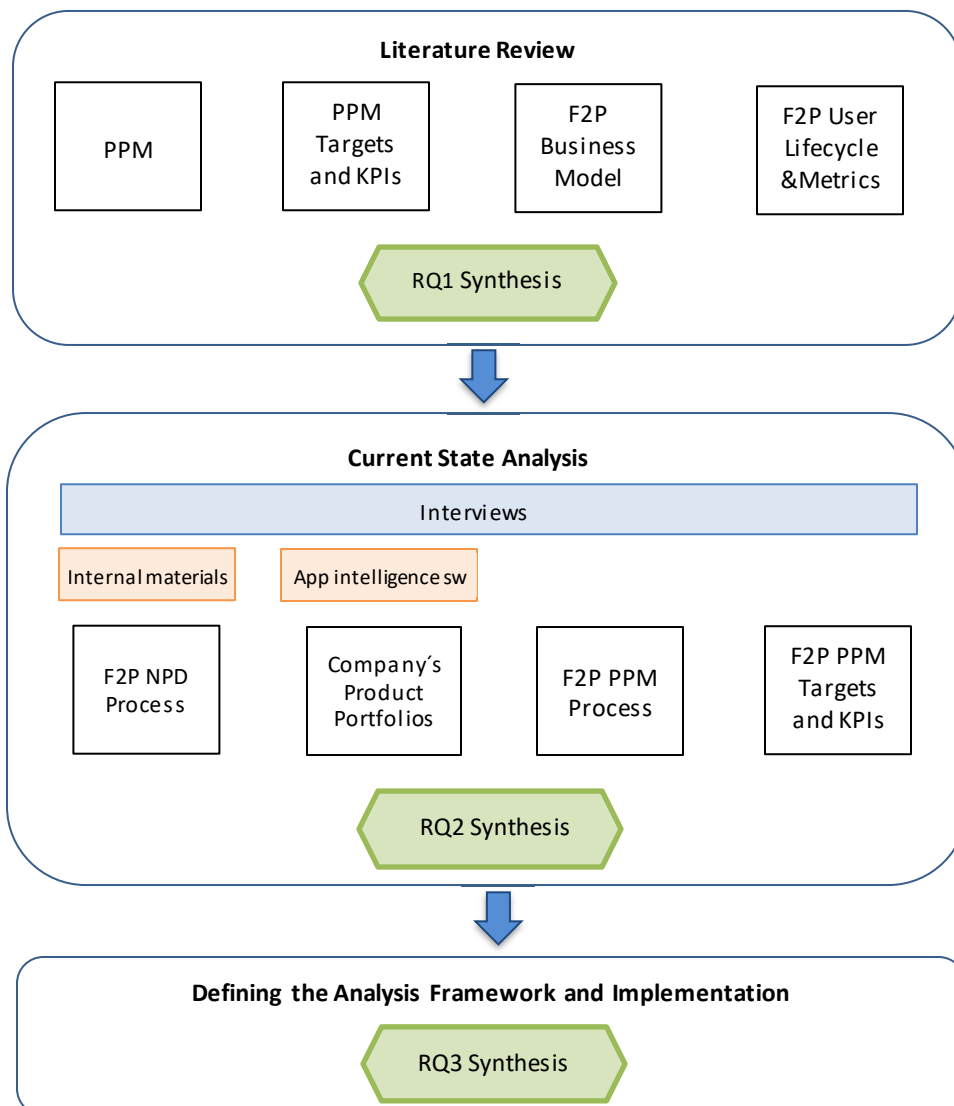 Literature Review
PPM
PPM
Targets
and KPIs
F2P
Business
Model
F2P User
Lifecycle
&Metrics
RQ1 Synthesis
Current State Analysis
Interviews
Internal materials
App intelligence sw
F2P NPD
Process
Company´s
Product
Portfolios
F2P PPM
Process
F2P PPM
Targets
and KPIs
RQ2 Synthesis
Defining the Analysis Framework and Implementation
RQ3 Synthesis